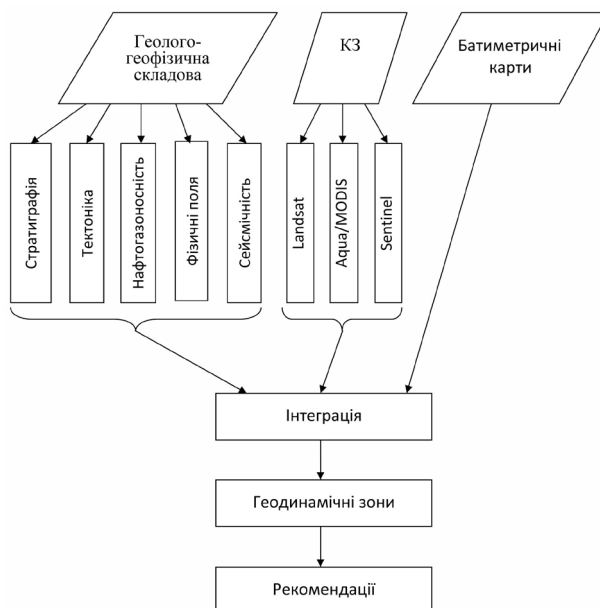 Геолого-
геофізична
складова
КЗ
Батиметричні
карти
Стратиграфія
Тектоніка
Нафтогазоносність
Фізичні поля
Сейсмічність
Landsat
Aqua/MODIS
Sentinel
Інтеграція
Геодинамічні зони
Рекомендації